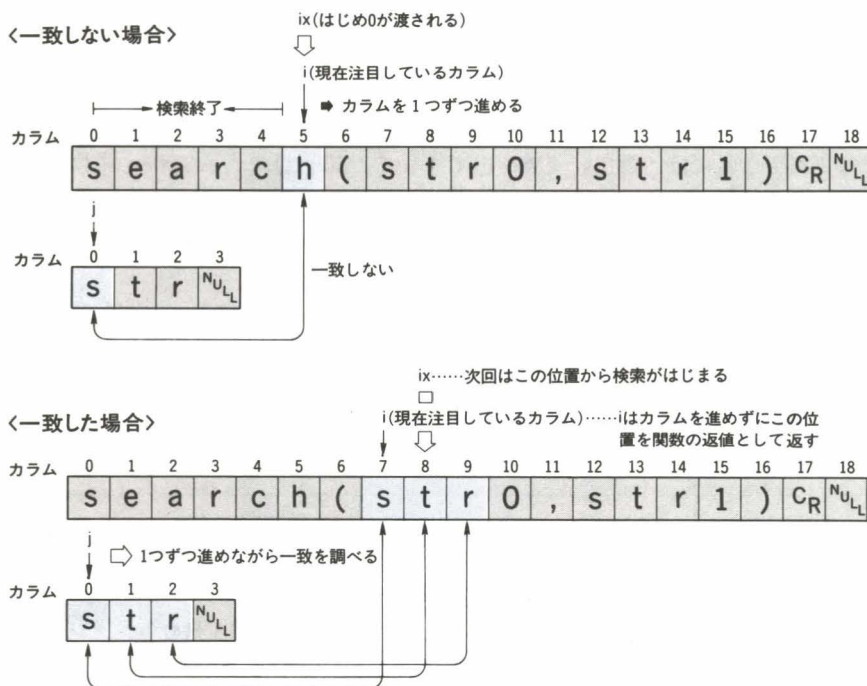 〈一致しない場合〉
ix(はじめ0が渡される)
i(現在注目しているカラム)
検索終了
➡ カラムを1つずつ進める
カラム 0 1 2 3 4 5 6 7 8 9 10 11 12 13 14 15 16 17 18
s e a r c h ( s t r 0 , s t r 1 ) CR NULL
j
カラム 0 1 2 3
s t r NULL
一致しない
ix……次回はこの位置から検索がはじまる
〈一致した場合〉
i(現在注目しているカラム)……iはカラムを進めずにこの位
置を関数の返値として返す
カラム 0 1 2 3 4 5 6 7 8 9 10 11 12 13 14 15 16 17 18
s e a r c h ( s t r 0 , s t r 1 ) CR NULL
j
1つずつ進めながら一致を調べる
カラム 0 1 2 3
s t r NULL